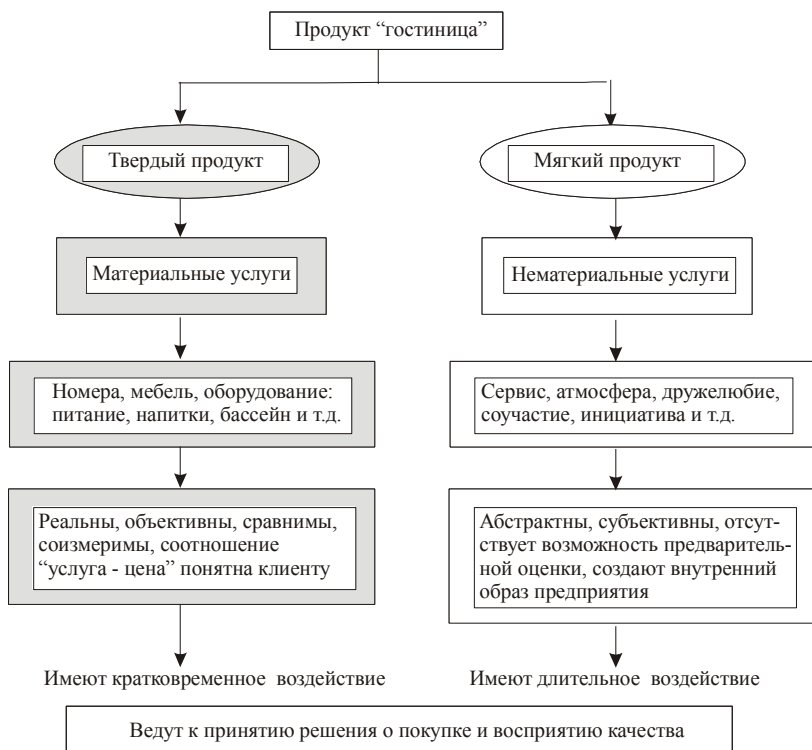 Продукт “гостиница”
Твердый продукт
Мягкий продукт
Материальные услуги
Нематериальные услуги
Номера, мебель, оборудование:
питание, напитки, бассейн и т.д.
Сервис, атмосфера, дружелюбие,
соучастие, инициатива и т.д.
Реальны, объективны, сравнимы,
соизмеримы, соотношение
“услуга - цена” понятна клиенту
Абстрактны, субъективны, отсут-
ствует возможность предваритель-
ной оценки, создают внутренний
образ предприятия
Имеют кратковременное воздействие
Имеют длительное воздействие
Ведут к принятию решения о покупке и восприятию качества